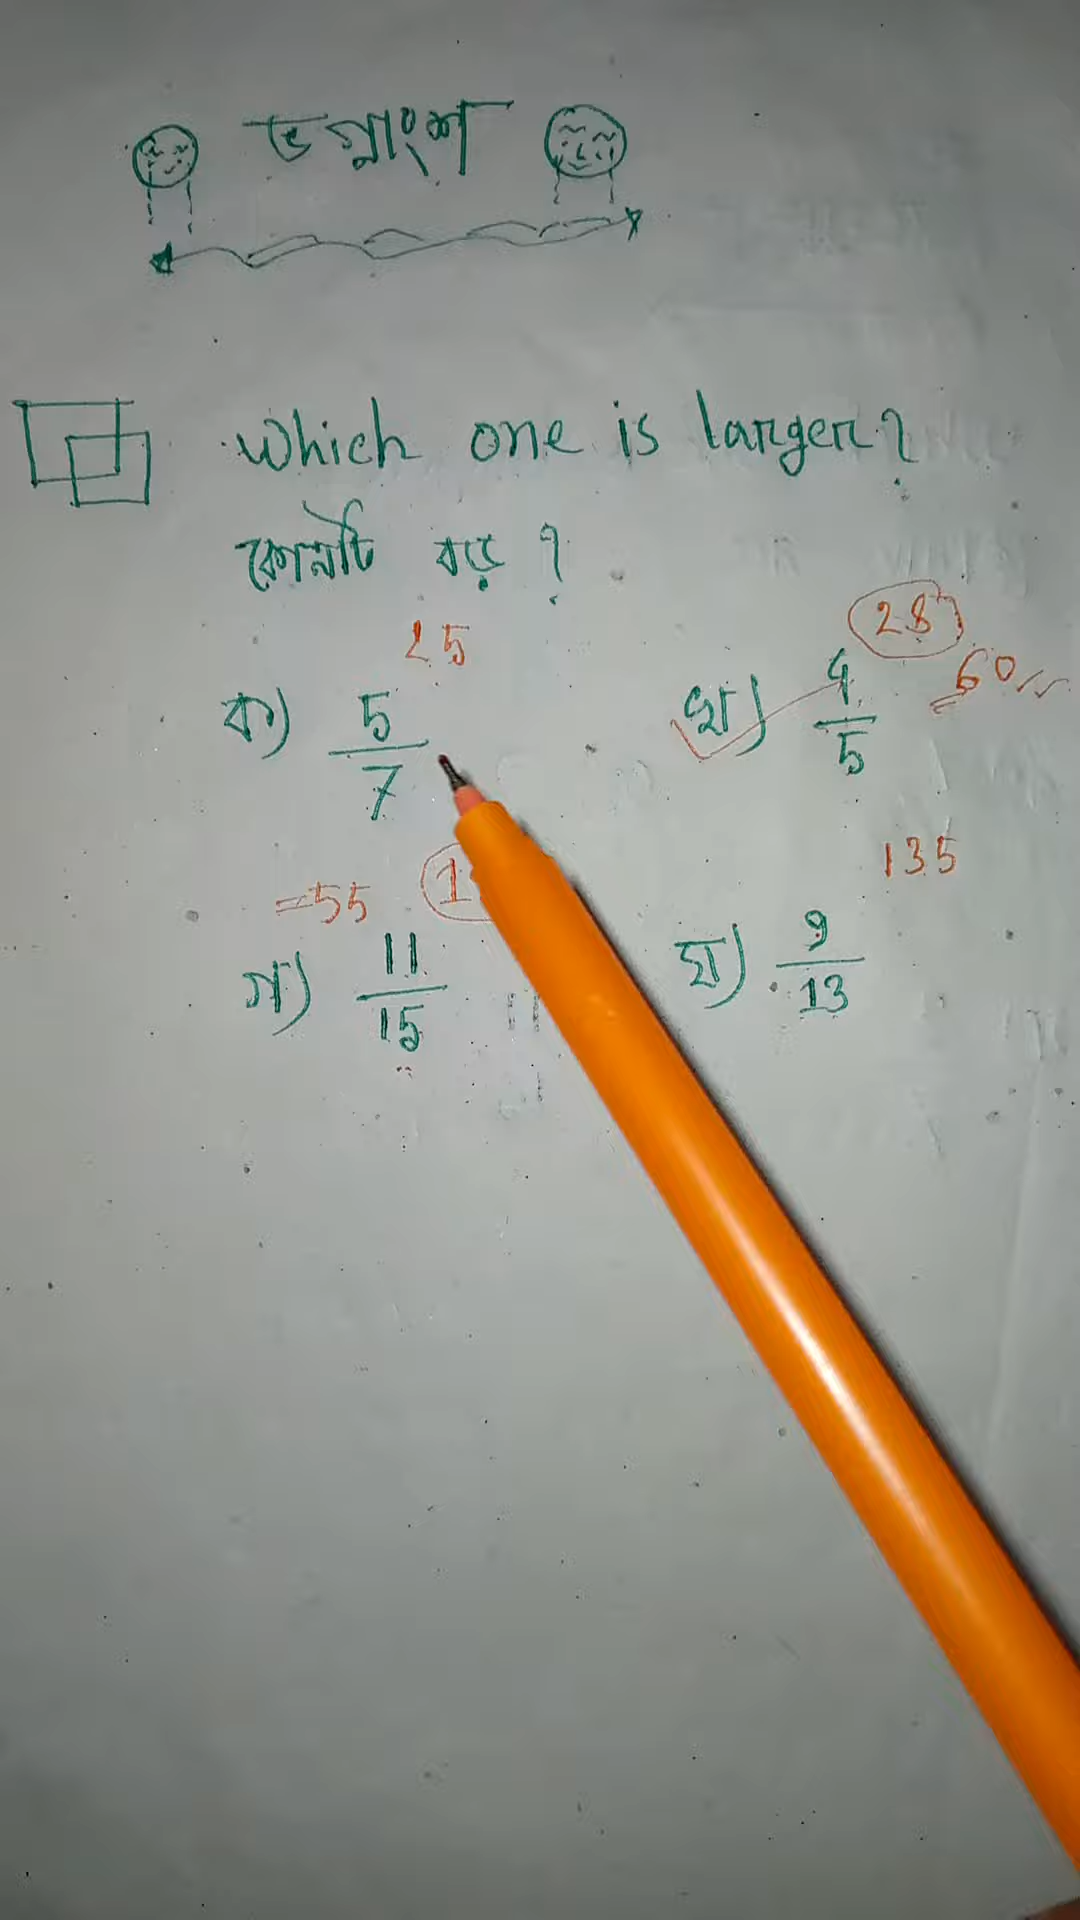 ভগ্নাংশ
Which one is larger?
কোনটি বড় ?
25 28
ক) 5/7 খ) 4/5 60
=55 1 135
গ) 11/15 ঘ) 9/13